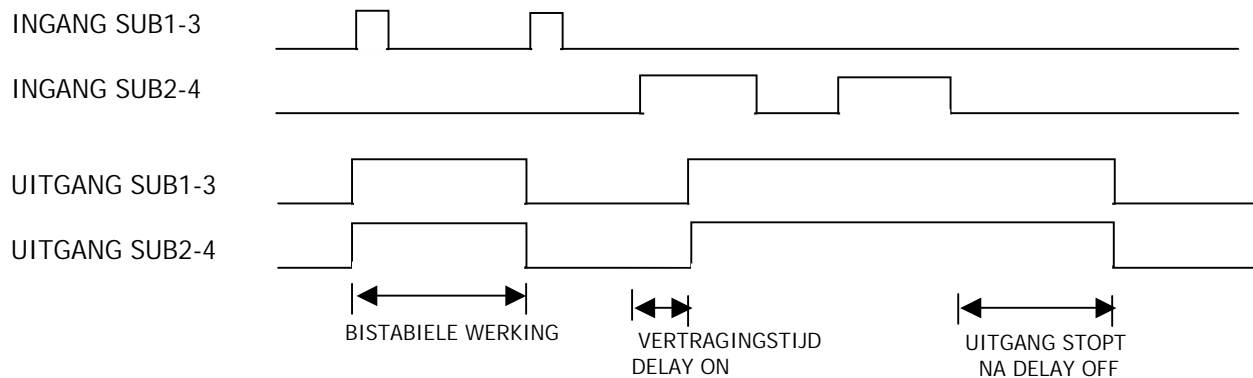 INGANG SUB1-3
INGANG SUB2-4
UITGANG SUB1-3
UITGANG SUB2-4
BISTABIELE WERKING
VERTRAGINGSTIJD
DELAY ON
UITGANG STOPT
NA DELAY OFF